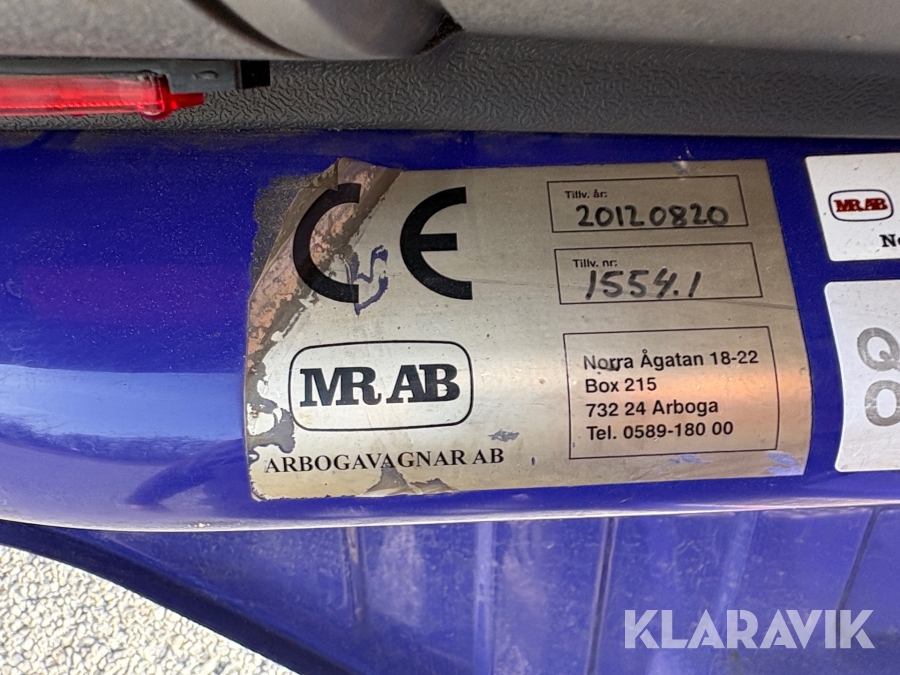 CE
Tillv. år:
20120820
Tillv. nr:
1554.1
MR AB
ARBOGAVAGNAR AB
Norra Ågatan 18-22
Box 215
732 24 Arboga
Tel. 0589-180 00
MR AB
KLARAVIK